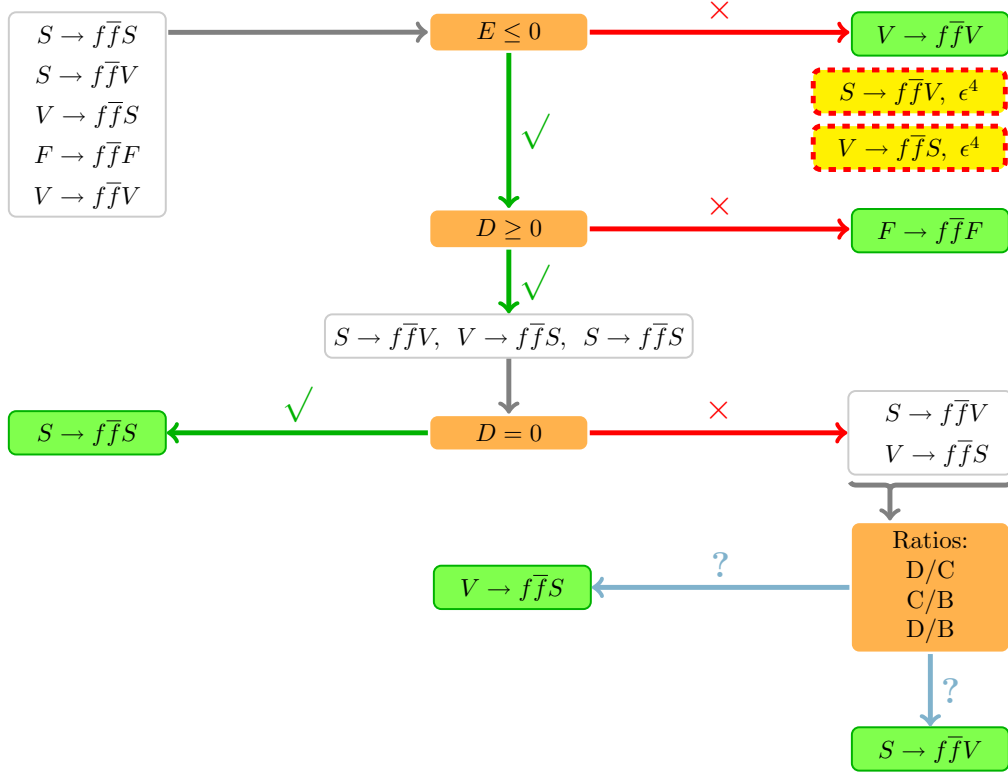 S → f f̅ S
S → f f̅ V
V → f f̅ S
F → f f̅ F
V → f f̅ V
E ≤ 0
×
V → f f̅ V
S → f f̅ V, ϵ⁴
V → f f̅ S, ϵ⁴
√
D ≥ 0
×
F → f f̅ F
√
S → f f̅ V, V → f f̅ S, S → f f̅ S
√
S → f f̅ S
D = 0
×
S → f f̅ V
V → f f̅ S
Ratios:
D/C
C/B
D/B
?
V → f f̅ S
?
S → f f̅ V